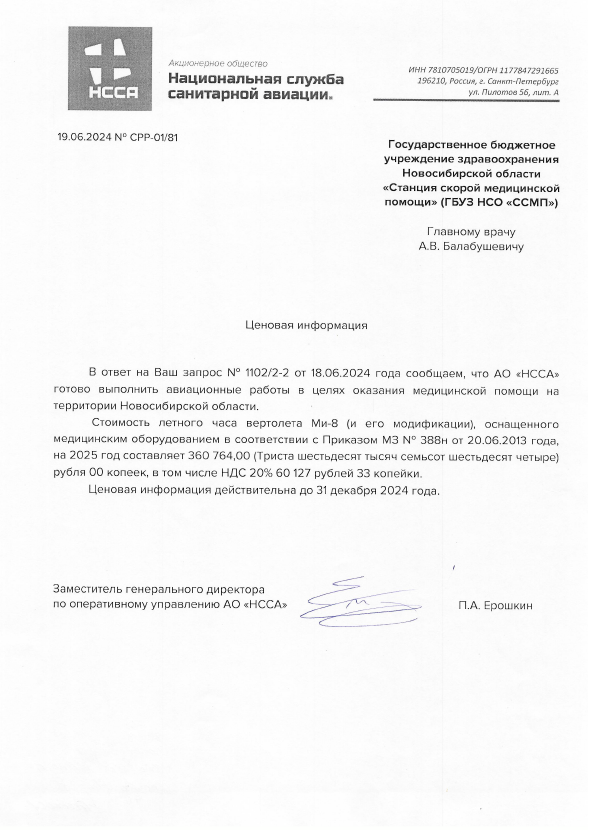 НССА
Акционерное общество
Национальная служба
санитарной авиации.
ИНН 7810705019/ОГРН 1177847291665
196210, Россия, г. Санкт-Петербург
ул. Пилотов 56, лит. А
19.06.2024 № СРР-01/81
Государственное бюджетное
учреждение здравоохранения
Новосибирской области
«Станция скорой медицинской
помощи» (ГБУЗ НСО «ССМП»)
Главному врачу
А.В. Балабушевичу
Ценовая информация
В ответ на Ваш запрос № 1102/2-2 от 18.06.2024 года сообщаем, что АО «НССА»
готово выполнить авиационные работы в целях оказания медицинской помощи на
территории Новосибирской области.
Стоимость летного часа вертолета Ми-8 (и его модификации), оснащенного
медицинским оборудованием в соответствии с Приказом МЗ № 388н от 20.06.2013 года,
на 2025 год составляет 360 764,00 (Триста шестьдесят тысяч семьсот шестьдесят четыре)
рубля 00 копеек, в том числе НДС 20% 60 127 рублей 33 копейки.
Ценовая информация действительна до 31 декабря 2024 года.
Заместитель генерального директора
по оперативному управлению АО «НССА»
П.А. Ерошкин